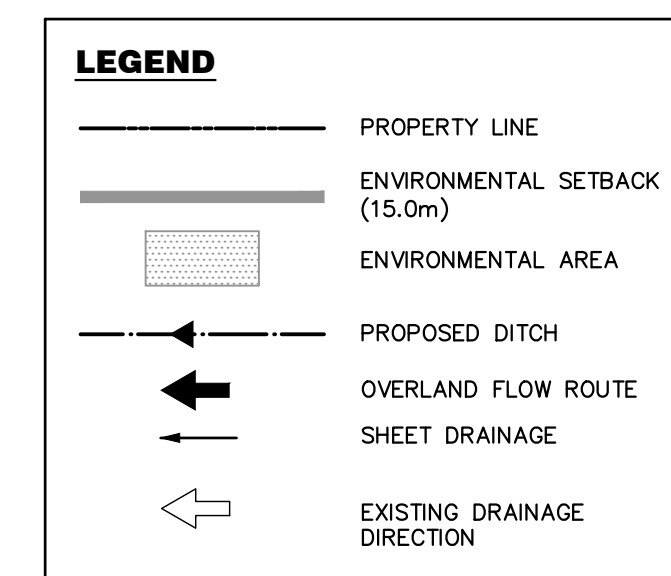 LEGEND
PROPERTY LINE
ENVIRONMENTAL SETBACK
(15.0m)
ENVIRONMENTAL AREA
PROPOSED DITCH
OVERLAND FLOW ROUTE
SHEET DRAINAGE
EXISTING DRAINAGE
DIRECTION